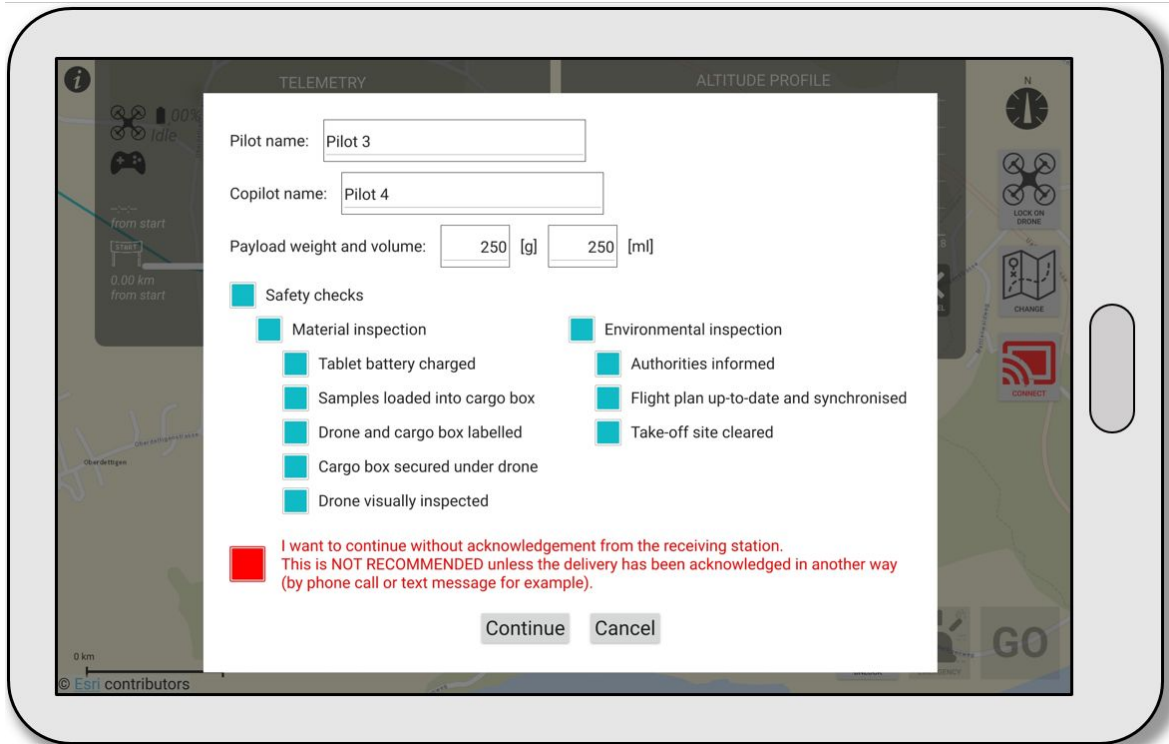 TELEMETRY
ALTITUDE PROFILE
N
Idle
-:--:--
from start
START
0.00 km
from start
LOCK ON
DRONE
8
CHANGE
CONNECT
Pilot name: Pilot 3
Copilot name: Pilot 4
Payload weight and volume: 250 [g] 250 [ml]
Safety checks
Material inspection
Environmental inspection
Tablet battery charged
Authorities informed
Samples loaded into cargo box
Flight plan up-to-date and synchronised
Drone and cargo box labelled
Take-off site cleared
Cargo box secured under drone
Drone visually inspected
I want to continue without acknowledgement from the receiving station.
This is NOT RECOMMENDED unless the delivery has been acknowledged in another way
(by phone call or text message for example).
Continue
Cancel
Oberdettigen
Oberdettigenstrasse
GO
0 km
© Esri contributors